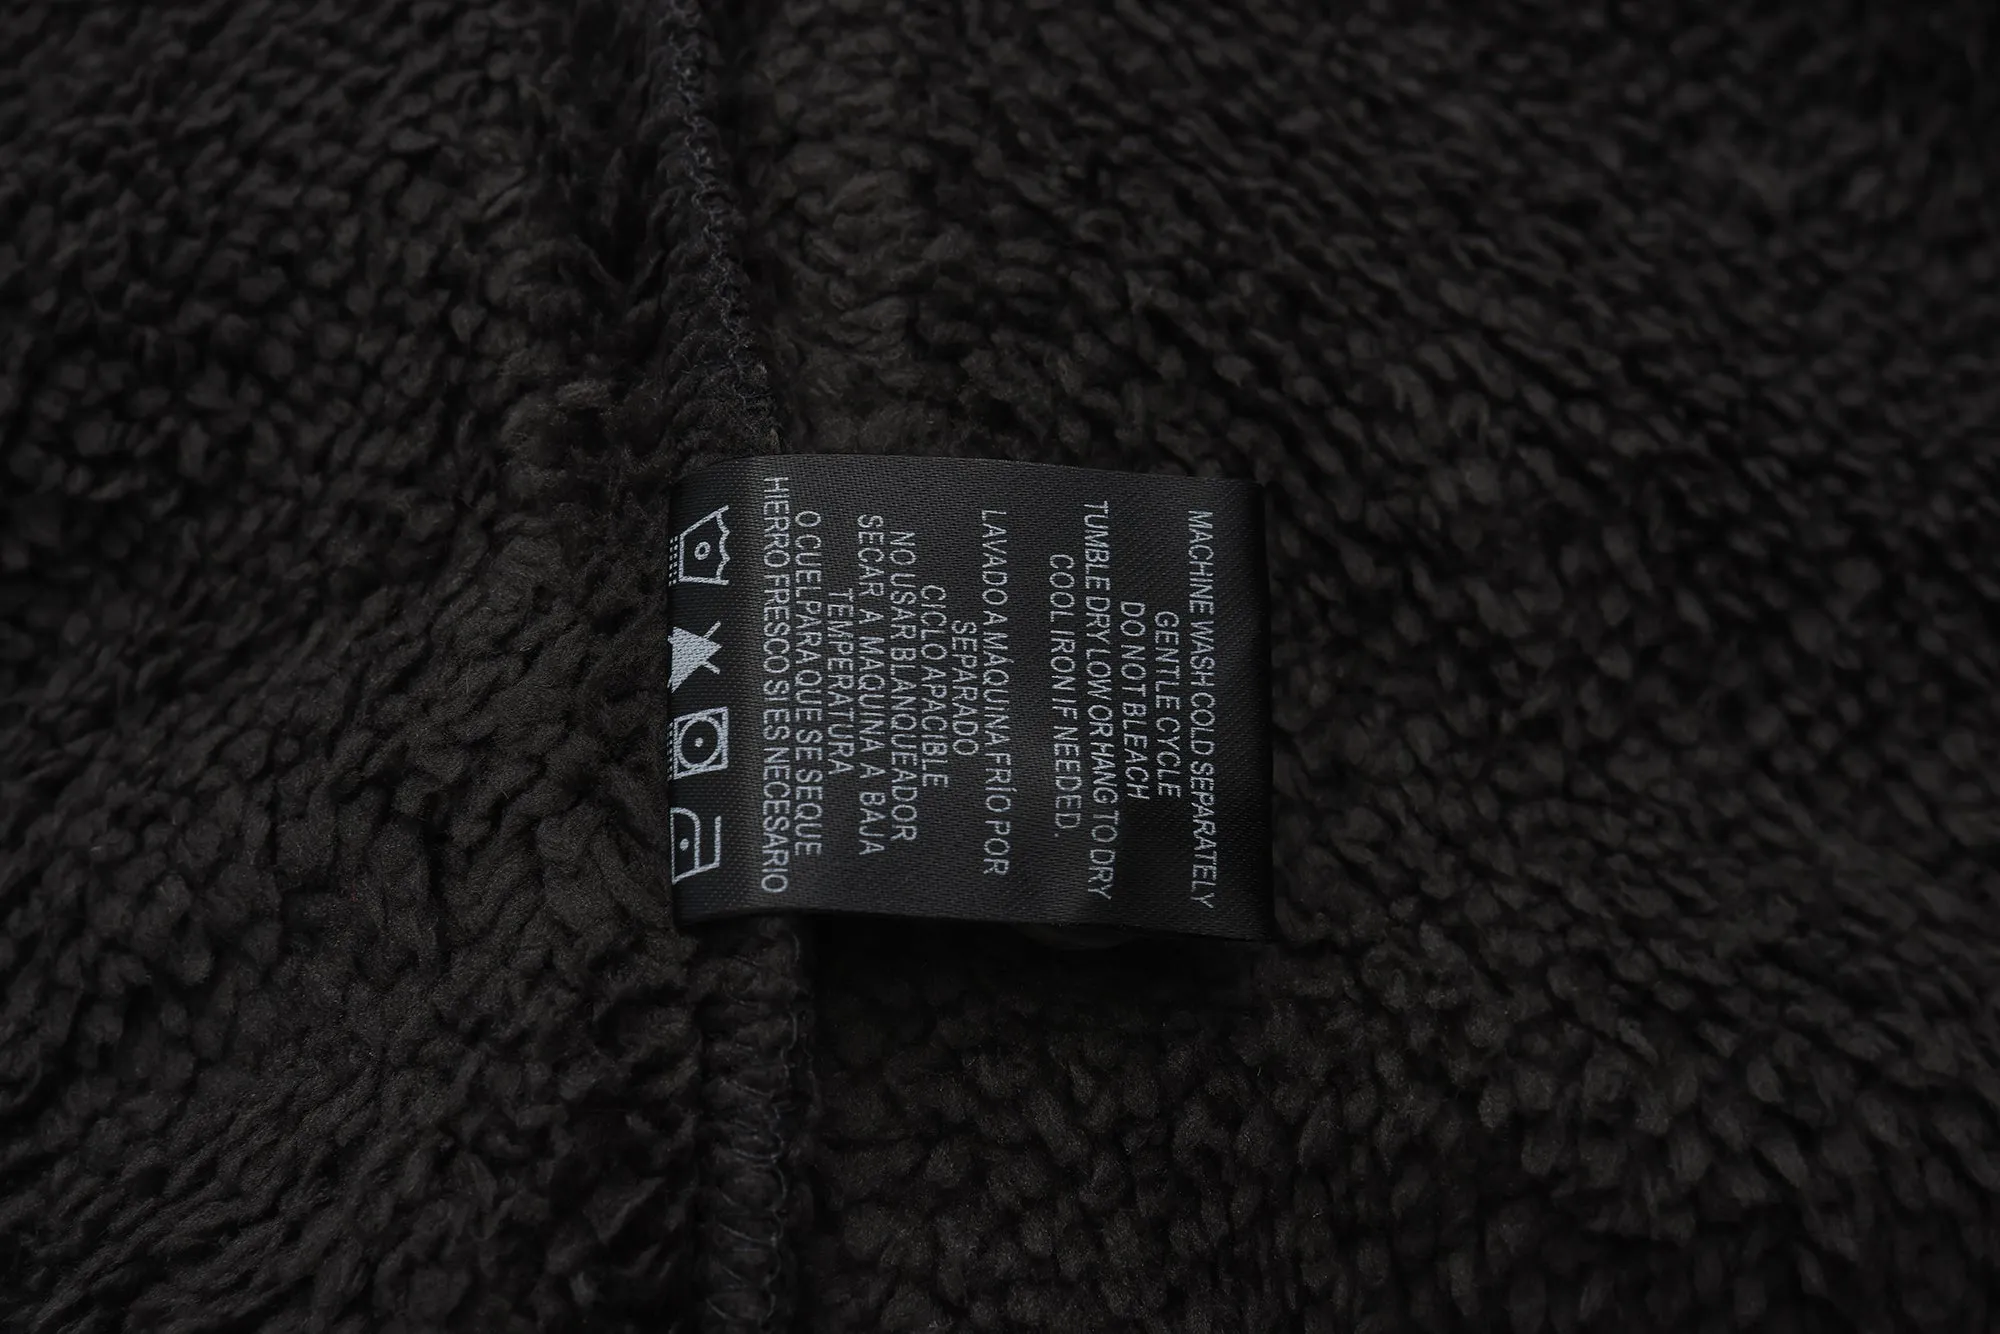 MACHINE WASH COLD SEPARATELY
GENTLE CYCLE
DO NOT BLEACH
TUMBLE DRY LOW OR HANG TO DRY
COOL IRON IF NEEDED.
LAVADO A MÁQUINA FRÍO POR
SEPARADO
CICLO APACIBLE
NO USAR BLANQUEADOR
SECAR A MAQUINA A BAJA
TEMPERATURA
O CUELPARA QUE SE SEQUE
HIERRO FRESCO SI ES NECESARIO